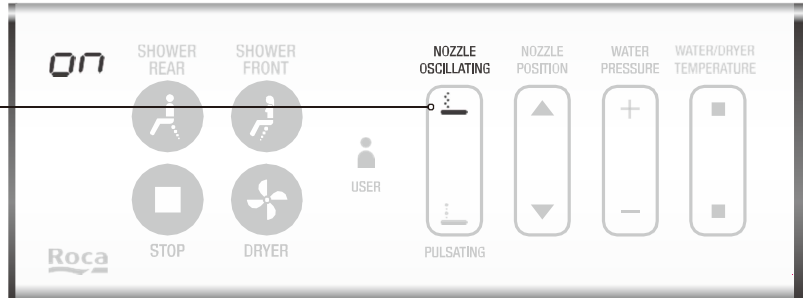 on
SHOWER
REAR
SHOWER
FRONT
NOZZLE
OSCILLATING
NOZZLE
POSITION
WATER
PRESSURE
WATER/DRYER
TEMPERATURE
USER
STOP
DRYER
PULSATING
Roca